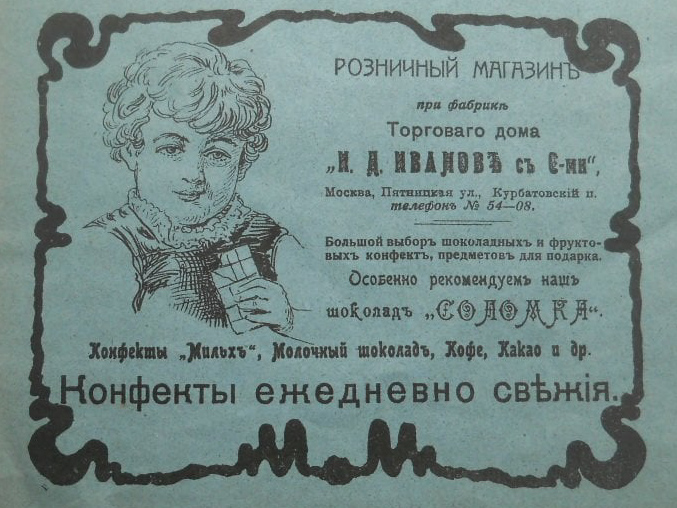 РОЗНИЧНЫЙ МАГАЗИНЪ
при фабрикѣ
Торговаго дома
„И. Д. ИВАНОВЪ съ С-ми“,
Москва, Пятницкая ул., Курбатовскій п.
телефонъ № 54—08.
Большой выборъ шоколадныхъ и фрукто-
выхъ конфектъ, предметовъ для подарка.
Особенно рекомендуемъ нашъ
шоколадъ „СОЛОМКА“.
Конфекты „Мильхъ“, Молочный шоколадъ, Кофе, Какао и др.
Конфекты ежедневно свѣжія.